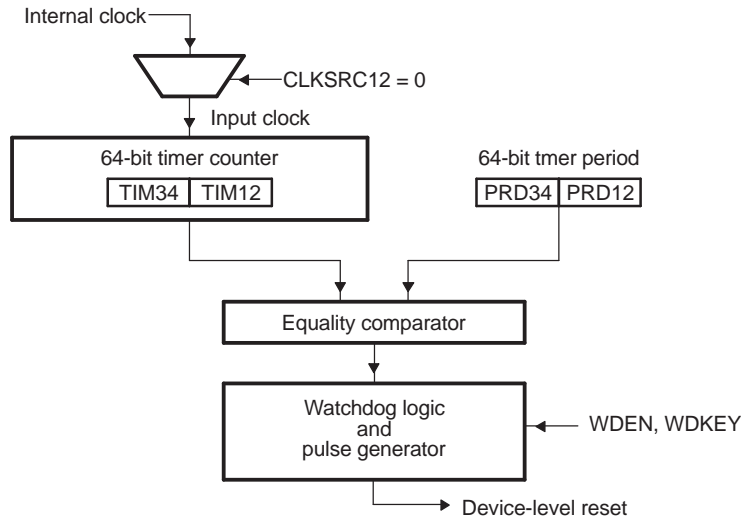 Internal clock
CLKSRC12 = 0
Input clock
64-bit timer counter
TIM34 TIM12
64-bit tmer period
PRD34 PRD12
Equality comparator
Watchdog logic
and
pulse generator
WDEN, WDKEY
Device-level reset